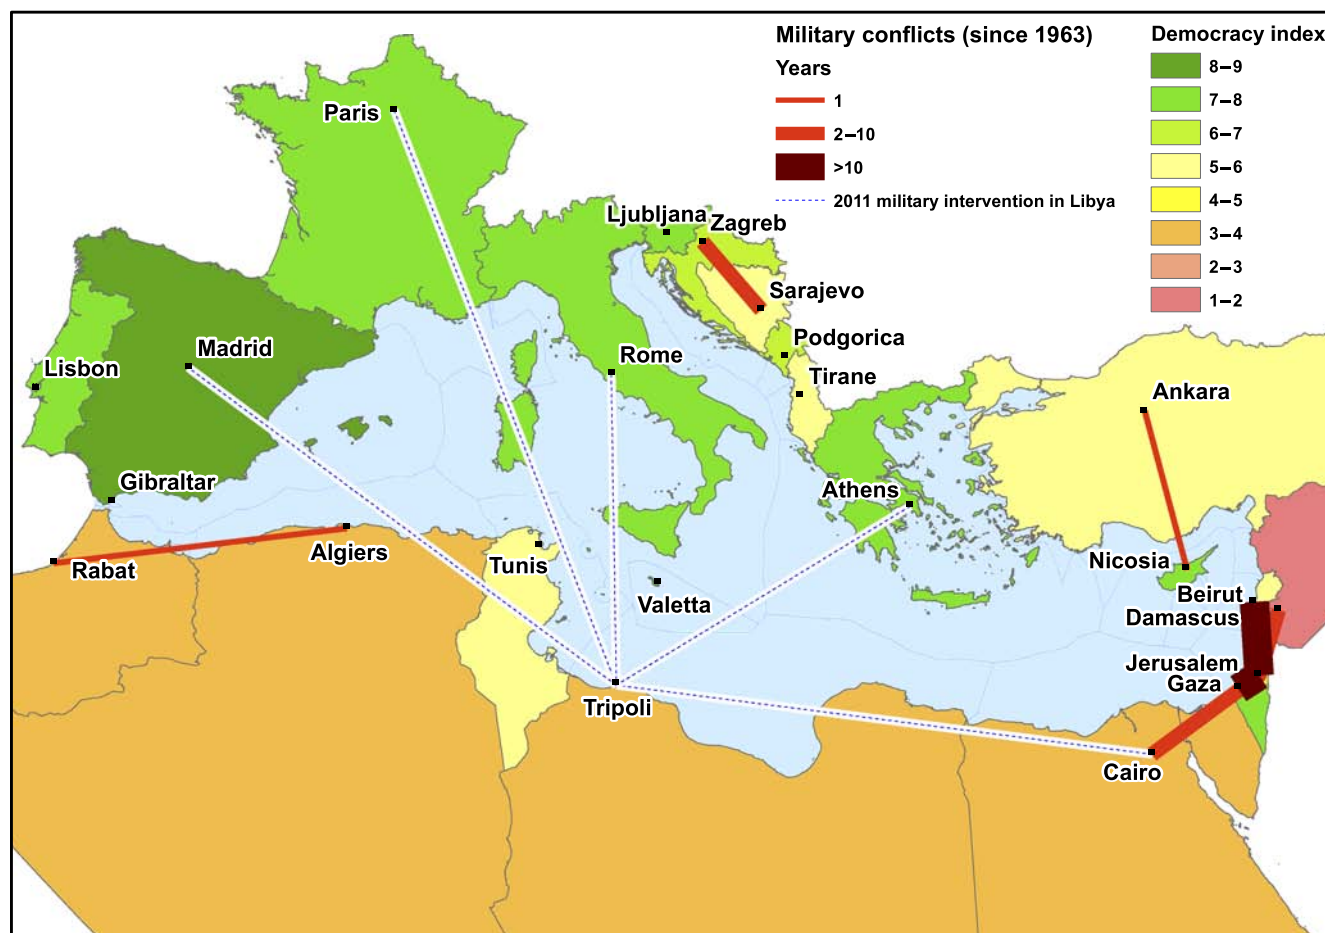 Military conflicts (since 1963)
Years
1
2–10
>10
2011 military intervention in Libya
Democracy index
8–9
7–8
6–7
5–6
4–5
3–4
2–3
1–2
Paris
Ljubljana
Zagreb
Sarajevo
Podgorica
Madrid
Rome
Lisbon
Tirane
Ankara
Gibraltar
Athens
Algiers
Rabat
Tunis
Nicosia
Valetta
Beirut
Damascus
Jerusalem
Gaza
Tripoli
Cairo